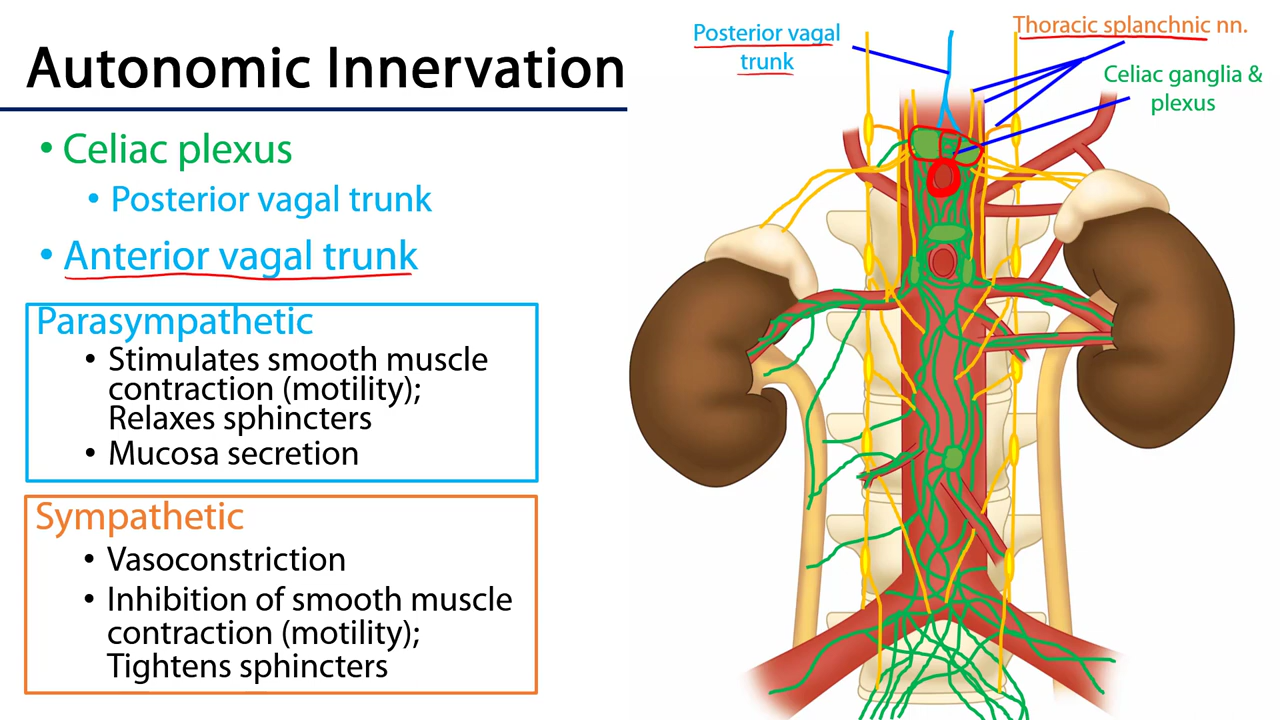 Autonomic Innervation
• Celiac plexus
• Posterior vagal trunk
• Anterior vagal trunk
Parasympathetic
• Stimulates smooth muscle
contraction (motility);
Relaxes sphincters
• Mucosa secretion
Sympathetic
• Vasoconstriction
• Inhibition of smooth muscle
contraction (motility);
Tightens sphincters
Posterior vagal
trunk
Thoracic splanchnic nn.
Celiac ganglia &
plexus